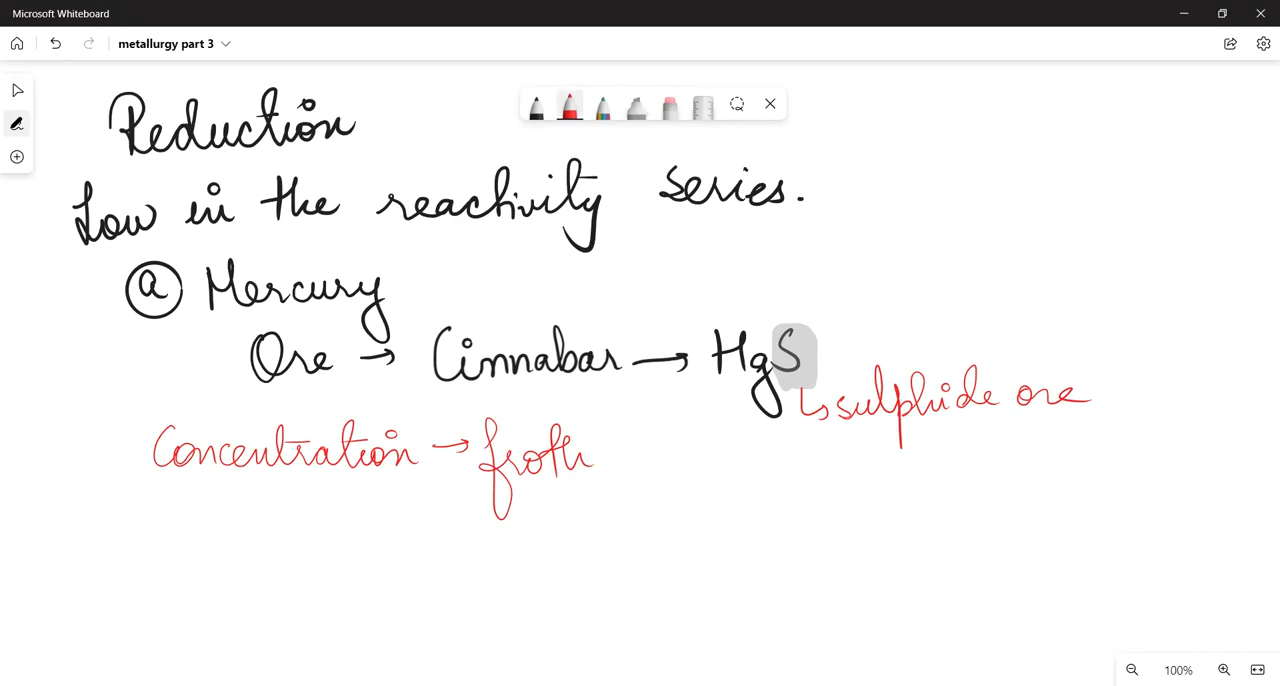 Microsoft Whiteboard
metallurgy part 3
Reduction
Low in the reactivity series.
a Mercury
Ore → Cinnabar → HgS
↳ sulphide ore
Concentration → froth
100%